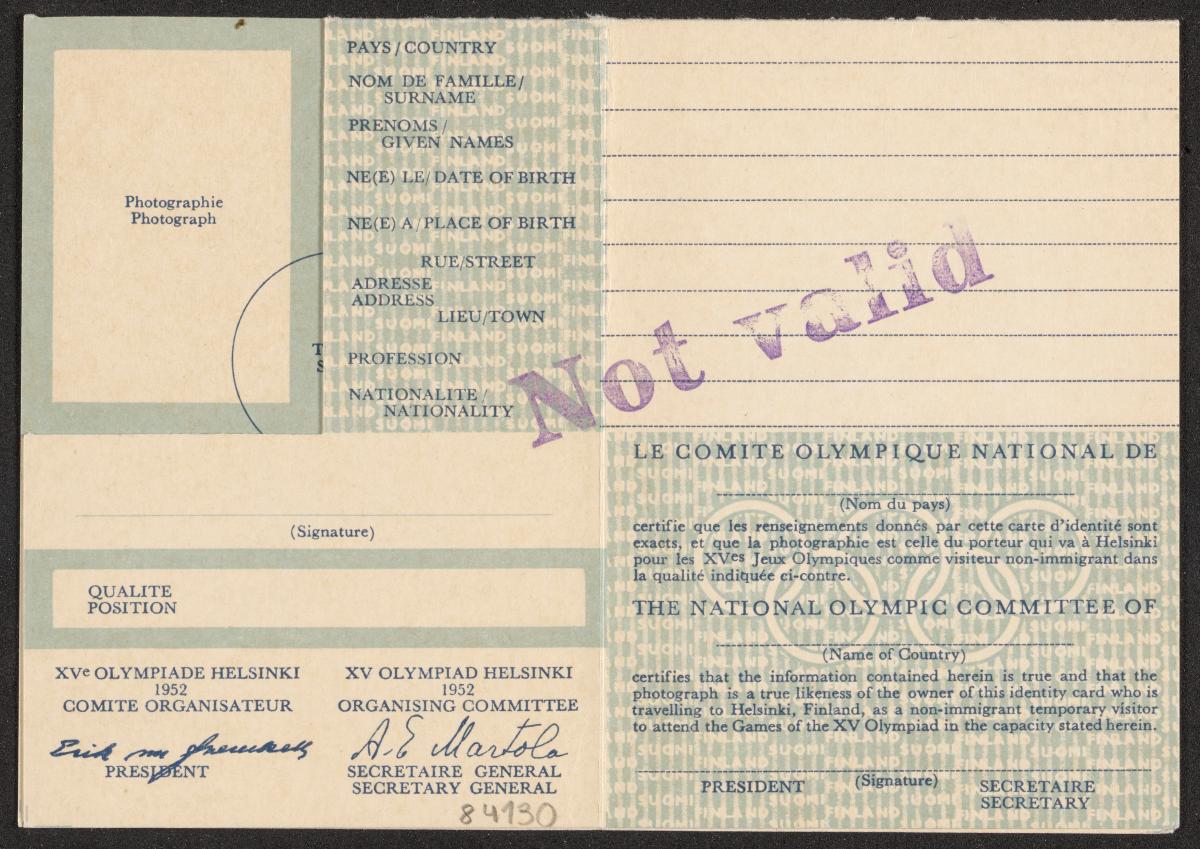 Photographie
Photograph
PAYS/COUNTRY
NOM DE FAMILLE/
SURNAME
PRENOMS/
GIVEN NAMES
NE(E) LE/DATE OF BIRTH
NE(E) A/PLACE OF BIRTH
RUE/STREET
ADRESSE
ADDRESS
LIEU/TOWN
PROFESSION
NATIONALITE/
NATIONALITY
Not valid
(Signature)
QUALITE
POSITION
XVe OLYMPIADE HELSINKI
1952
COMITE ORGANISATEUR
PRESIDENT
XV OLYMPIAD HELSINKI
1952
ORGANISING COMMITTEE
A.E Martola
SECRETAIRE GENERAL
SECRETARY GENERAL
84130
LE COMITE OLYMPIQUE NATIONAL DE
(Nom du pays)
certifie que les renseignements donnés par cette carte d'identité sont
exacts, et que la photographie est celle du porteur qui va à Helsinki
pour les XVes Jeux Olympiques comme visiteur non-immigrant dans
la qualité indiquée ci-contre.
THE NATIONAL OLYMPIC COMMITTEE OF
(Name of Country)
certifies that the information contained herein is true and that the
photograph is a true likeness of the owner of this identity card who is
travelling to Helsinki, Finland, as a non-immigrant temporary visitor
to attend the Games of the XV Olympiad in the capacity stated herein.
(Signature)
PRESIDENT
SECRETAIRE
SECRETARY